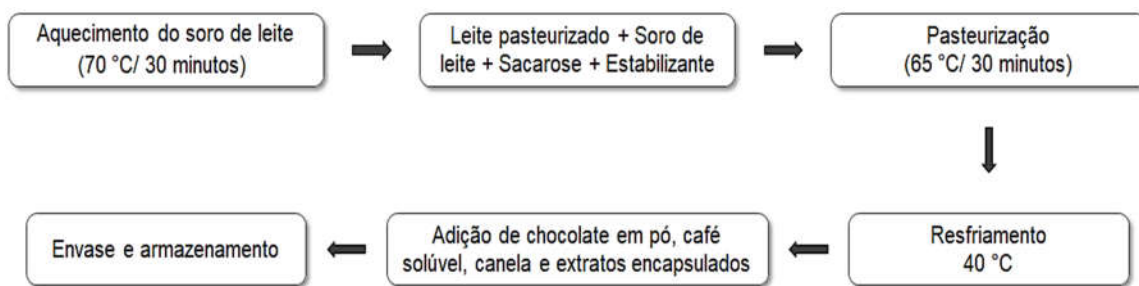 Aquecimento do soro de leite
(70 °C/ 30 minutos)
Leite pasteurizado + Soro de
leite + Sacarose + Estabilizante
Pasteurização
(65 °C/ 30 minutos)
Resfriamento
40 °C
Adição de chocolate em pó, café
solúvel, canela e extratos encapsulados
Envase e armazenamento